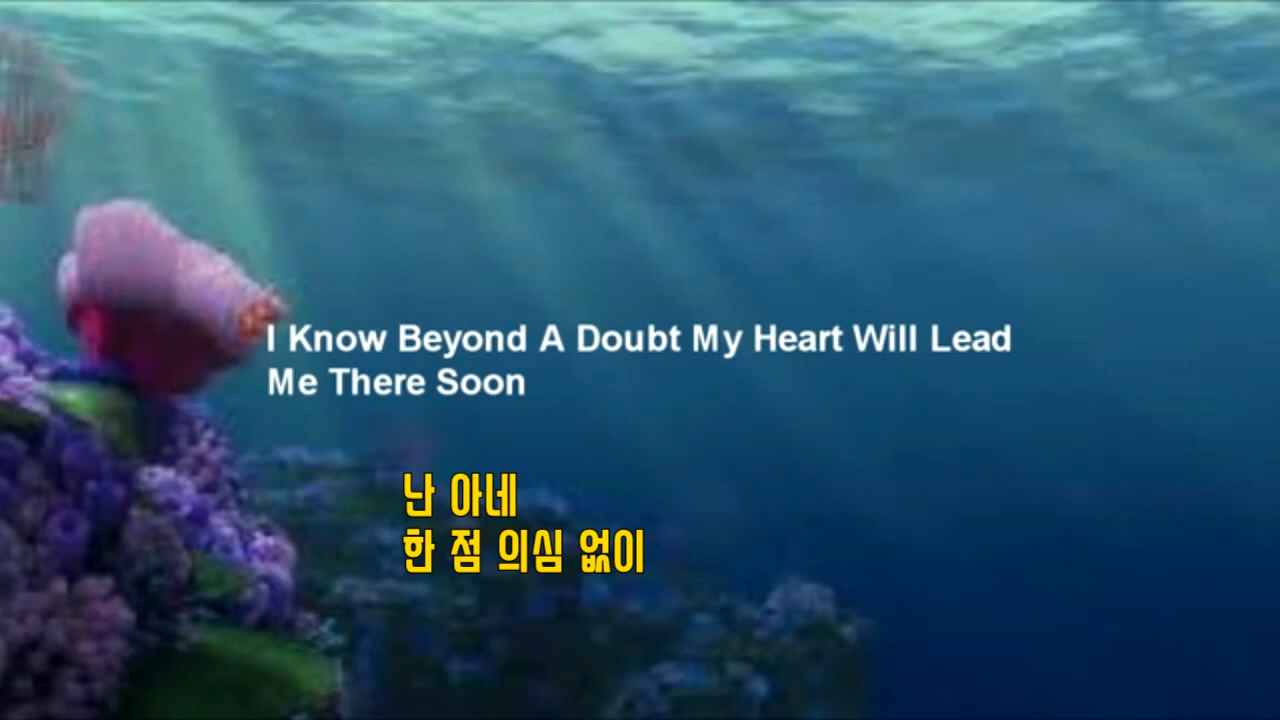 I Know Beyond A Doubt My Heart Will Lead
Me There Soon
난 아네
한 점 의심 없이